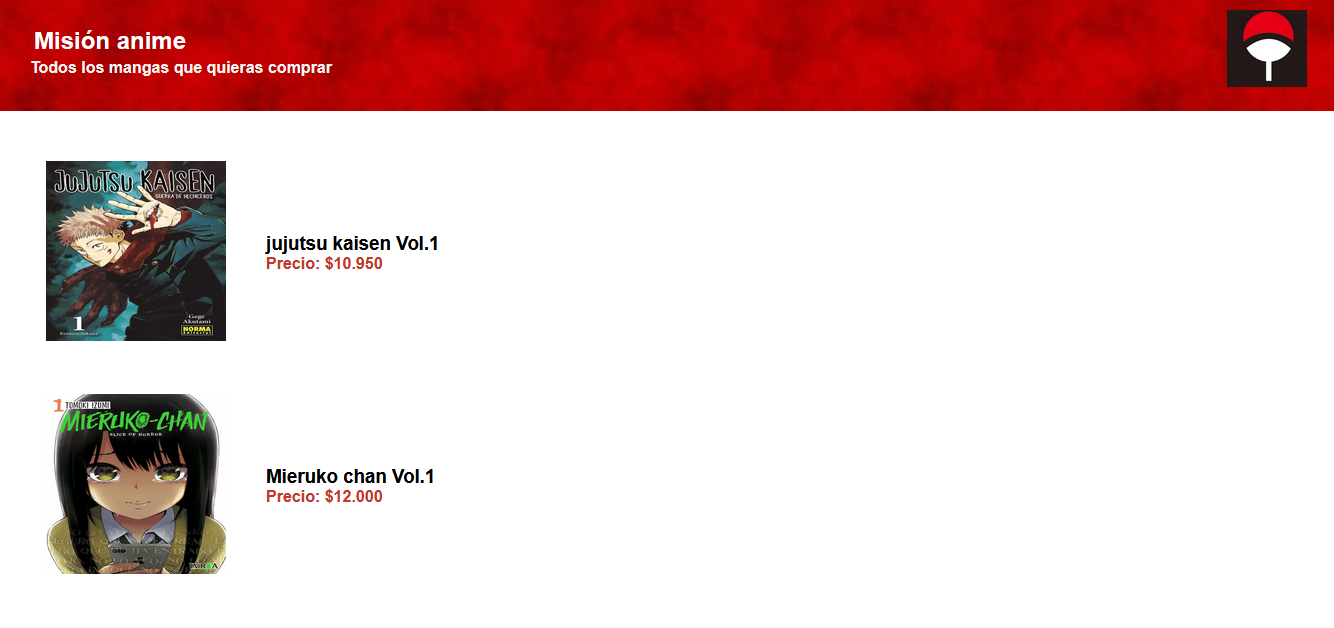 Misión anime
Todos los mangas que quieras comprar
JUJUTSU KAISEN
GUERRA DE HECHICEROS
1
Gege
Akutami
NORMA
Editorial
jujutsu kaisen Vol.1
Precio: $10.950
1 TOMOKI IZUMI
MIERUKO-CHAN
SLICE OF HORROR
IVREA
Mieruko chan Vol.1
Precio: $12.000